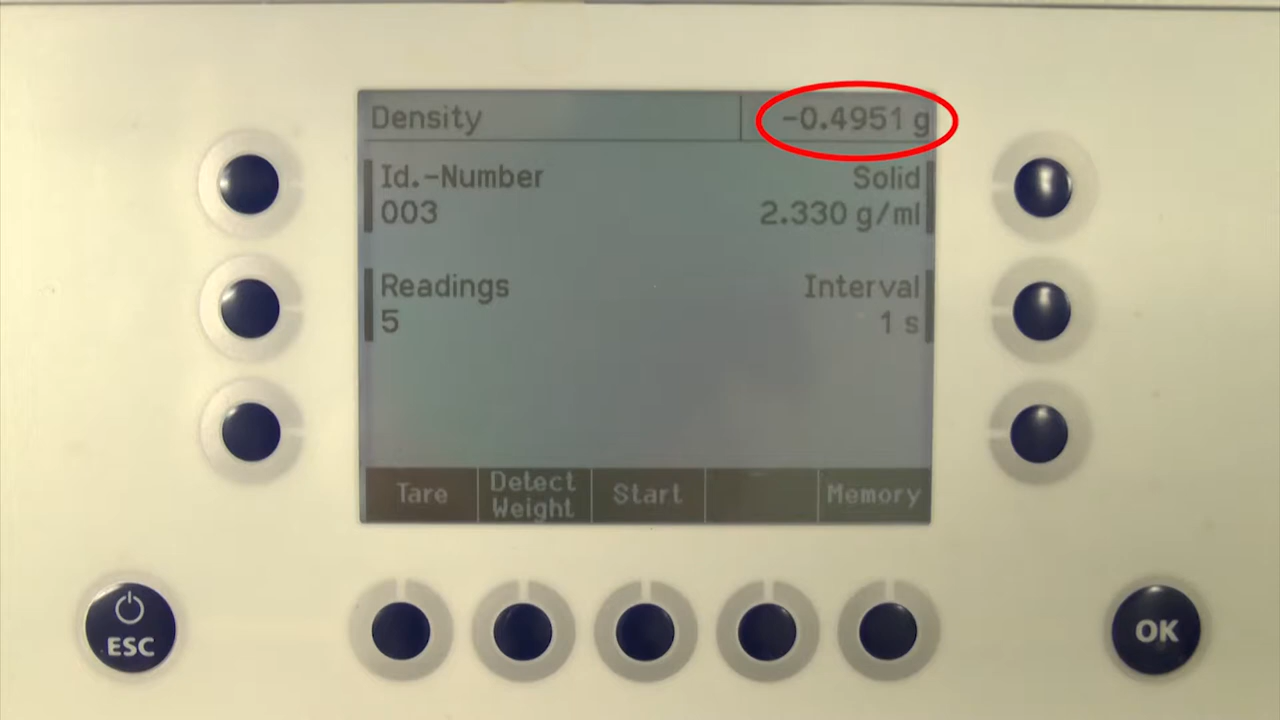 Density -0.4951 g
Id.-Number Solid
003 2.330 g/ml
Readings Interval
5 1 s
Tare Detect Weight Start Memory
ESC OK